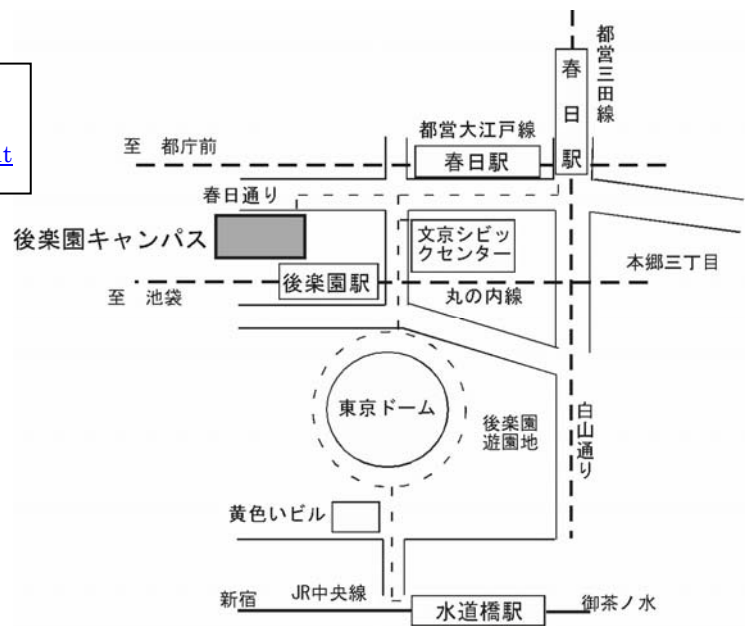 都営三田線
春日駅
都営大江戸線
至 都庁前
春日駅
t
春日通り
後楽園キャンパス
文京シビッ
クセンター
本郷三丁目
後楽園駅
至 池袋
丸の内線
東京ドーム
後楽園
遊園地
白山通り
黄色いビル
新宿
JR中央線
水道橋駅
御茶ノ水